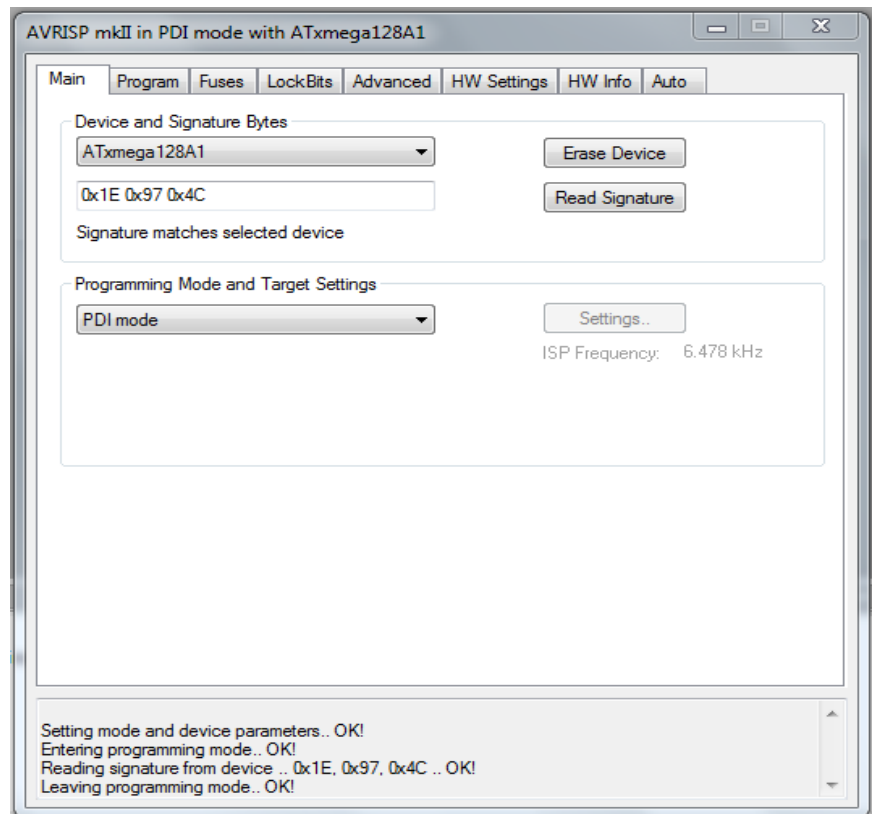 AVRISP mkII in PDI mode with ATxmega128A1
Main Program Fuses LockBits Advanced HW Settings HW Info Auto
Device and Signature Bytes
ATxmega128A1 Erase Device
0x1E 0x97 0x4C Read Signature
Signature matches selected device
Programming Mode and Target Settings
PDI mode Settings..
ISP Frequency: 6.478 kHz
Setting mode and device parameters.. OK!
Entering programming mode.. OK!
Reading signature from device .. 0x1E, 0x97, 0x4C .. OK!
Leaving programming mode.. OK!